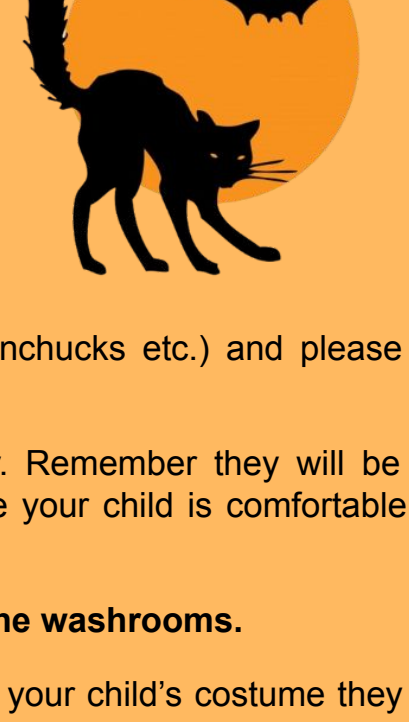 nchucks etc.) and please
. Remember they will be
e your child is comfortable
he washrooms.
your child’s costume they